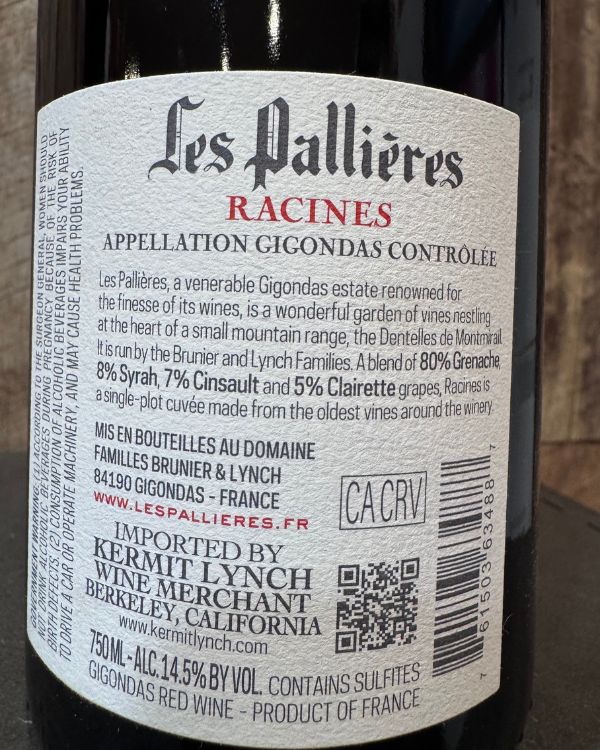 Les Pallières
RACINES
APPELLATION GIGONDAS CONTRÔLÉE
Les Pallières, a venerable Gigondas estate renowned for
the finesse of its wines, is a wonderful garden of vines nestling
at the heart of a small mountain range, the Dentelles de Montmirail.
It is run by the Brunier and Lynch Families. A blend of 80% Grenache,
8% Syrah, 7% Cinsault and 5% Clairette grapes, Racines is
a single-plot cuvée made from the oldest vines around the winery.
MIS EN BOUTEILLES AU DOMAINE
FAMILLES BRUNIER & LYNCH
84190 GIGONDAS - FRANCE
WWW.LESPALLIERES.FR
CA CRV
IMPORTED BY
KERMIT LYNCH
WINE MERCHANT
BERKELEY, CALIFORNIA
www.kermitlynch.com
750 ML - ALC. 14.5% BY VOL. CONTAINS SULFITES
GIGONDAS RED WINE - PRODUCT OF FRANCE
GOVERNMENT WARNING: (1) ACCORDING TO THE SURGEON GENERAL, WOMEN SHOULD
NOT DRINK ALCOHOLIC BEVERAGES DURING PREGNANCY BECAUSE OF THE RISK OF
BIRTH DEFECTS. (2) CONSUMPTION OF ALCOHOLIC BEVERAGES IMPAIRS YOUR ABILITY
TO DRIVE A CAR OR OPERATE MACHINERY, AND MAY CAUSE HEALTH PROBLEMS.
7 61503 63488 7